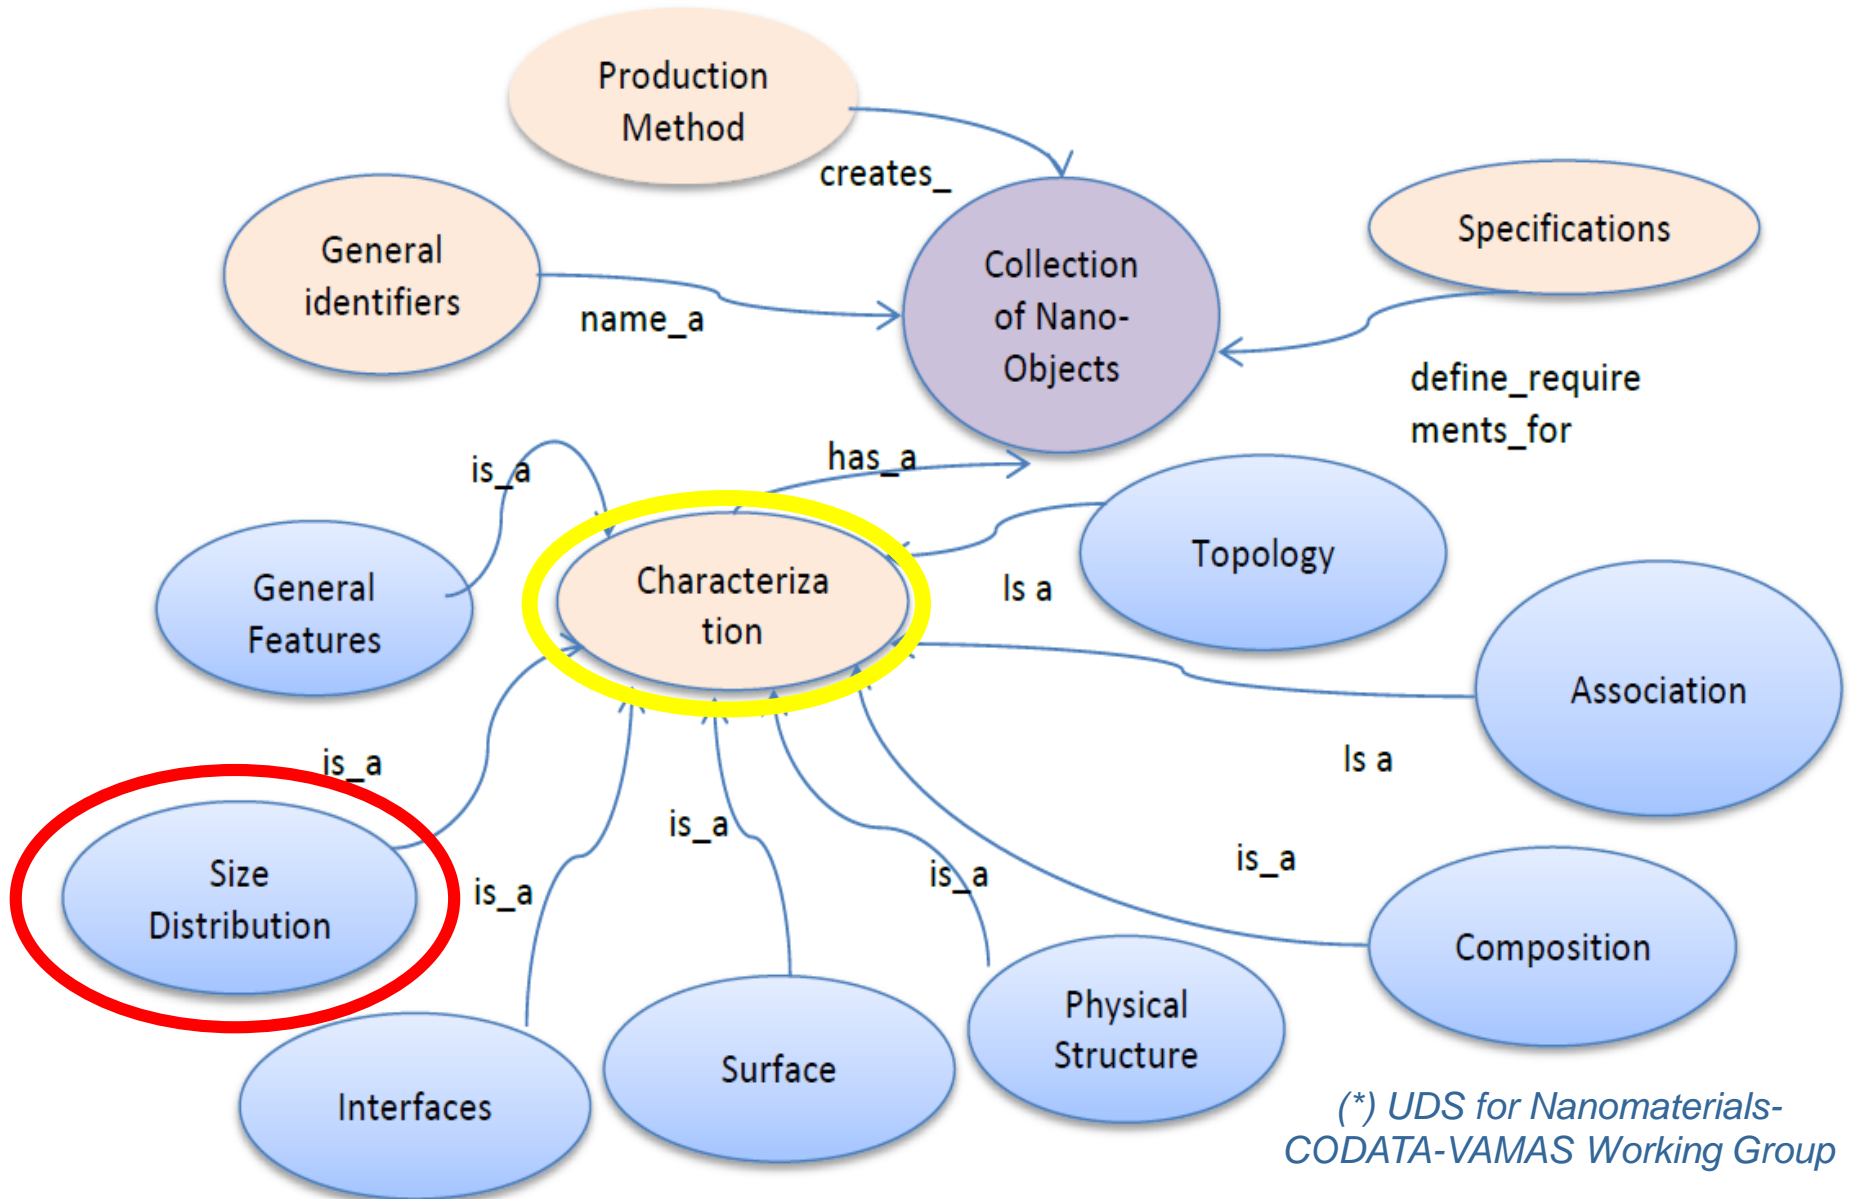 Production
Method
creates_
General
identifiers
name_a
Collection
of Nano-
Objects
Specifications
define_require
ments_for
is_a
has_a
General
Features
Characteriza
tion
Is a
Topology
Association
Is a
is_a
Size
Distribution
is_a
is_a
is_a
is_a
Composition
Interfaces
Surface
Physical
Structure
(*) UDS for Nanomaterials-
CODATA-VAMAS Working Group